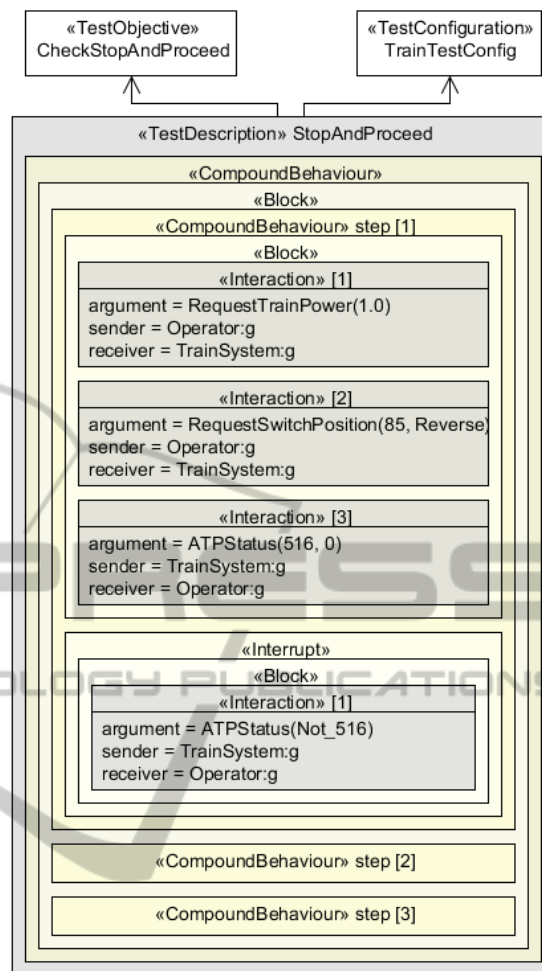 «TestObjective»
CheckStopAndProceed
«TestConfiguration»
TrainTestConfig
«TestDescription» StopAndProceed
«CompoundBehaviour»
«Block»
«CompoundBehaviour» step [1]
«Block»
«Interaction» [1]
argument = RequestTrainPower(1.0)
sender = Operator:g
receiver = TrainSystem:g
«Interaction» [2]
argument = RequestSwitchPosition(85, Reverse)
sender = Operator:g
receiver = TrainSystem:g
«Interaction» [3]
argument = ATPStatus(516, 0)
sender = TrainSystem:g
receiver = Operator:g
«Interrupt»
«Block»
«Interaction» [1]
argument = ATPStatus(Not_516)
sender = TrainSystem:g
receiver = Operator:g
«CompoundBehaviour» step [2]
«CompoundBehaviour» step [3]